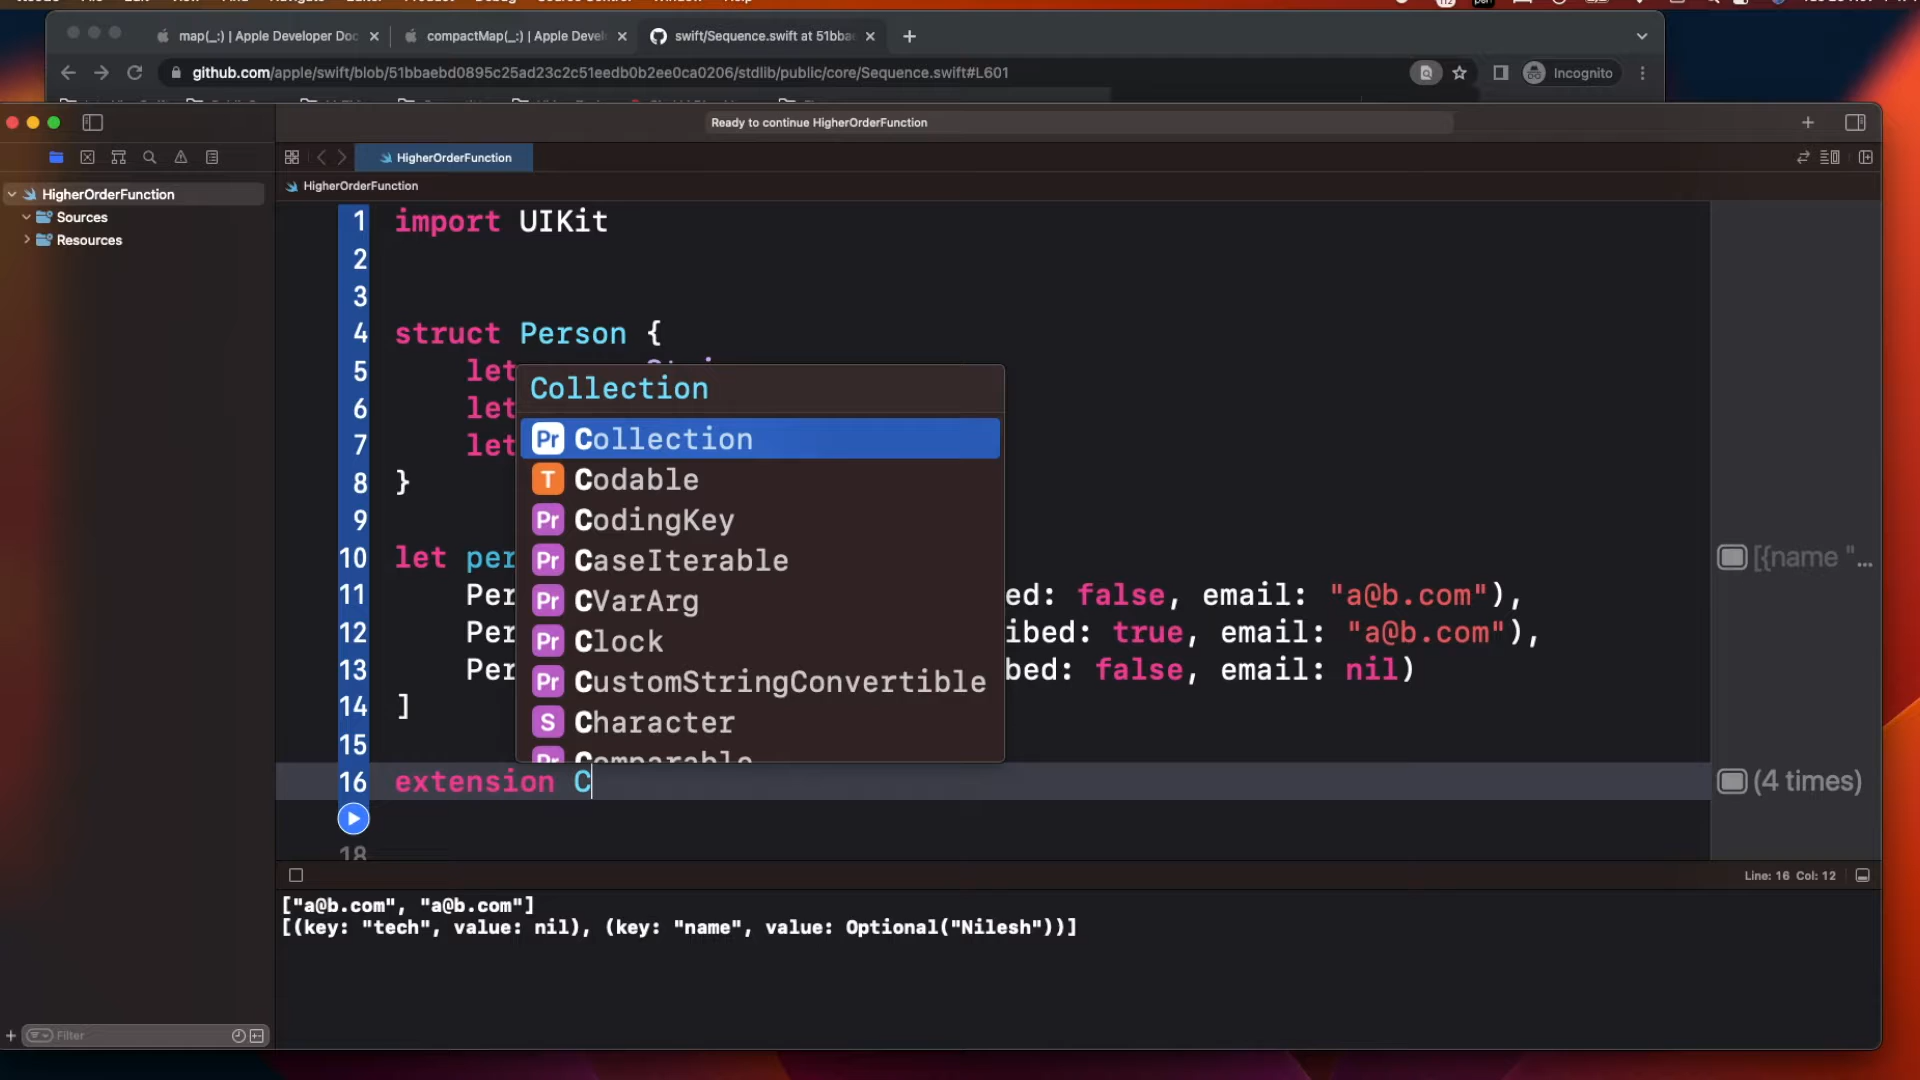 map(_:) | Apple Developer Doc
compactMap(_:) | Apple Devel
swift/Sequence.swift at 51bbae
github.com/apple/swift/blob/51bbaebd0895c25ad23c2c51eedb0b2ee0ca0206/stdlib/public/core/Sequence.swift#L601
Incognito
Ready to continue HigherOrderFunction
HigherOrderFunction
HigherOrderFunction
HigherOrderFunction
Sources
Resources
1 import UIKit
2
3
4 struct Person {
5 let
6 let
7 let
8 }
9
10 let per
[{name "...
11 Per ed: false, email: "a@b.com"),
12 Per ibed: true, email: "a@b.com"),
13 Per bed: false, email: nil)
14 ]
15
16 extension C
(4 times)
18
Collection
Pr Collection
T Codable
Pr CodingKey
Pr CaseIterable
Pr CVarArg
Pr Clock
Pr CustomStringConvertible
S Character
Pr Comparable
Line: 16 Col: 12
["a@b.com", "a@b.com"]
[(key: "tech", value: nil), (key: "name", value: Optional("Nilesh"))]
Filter